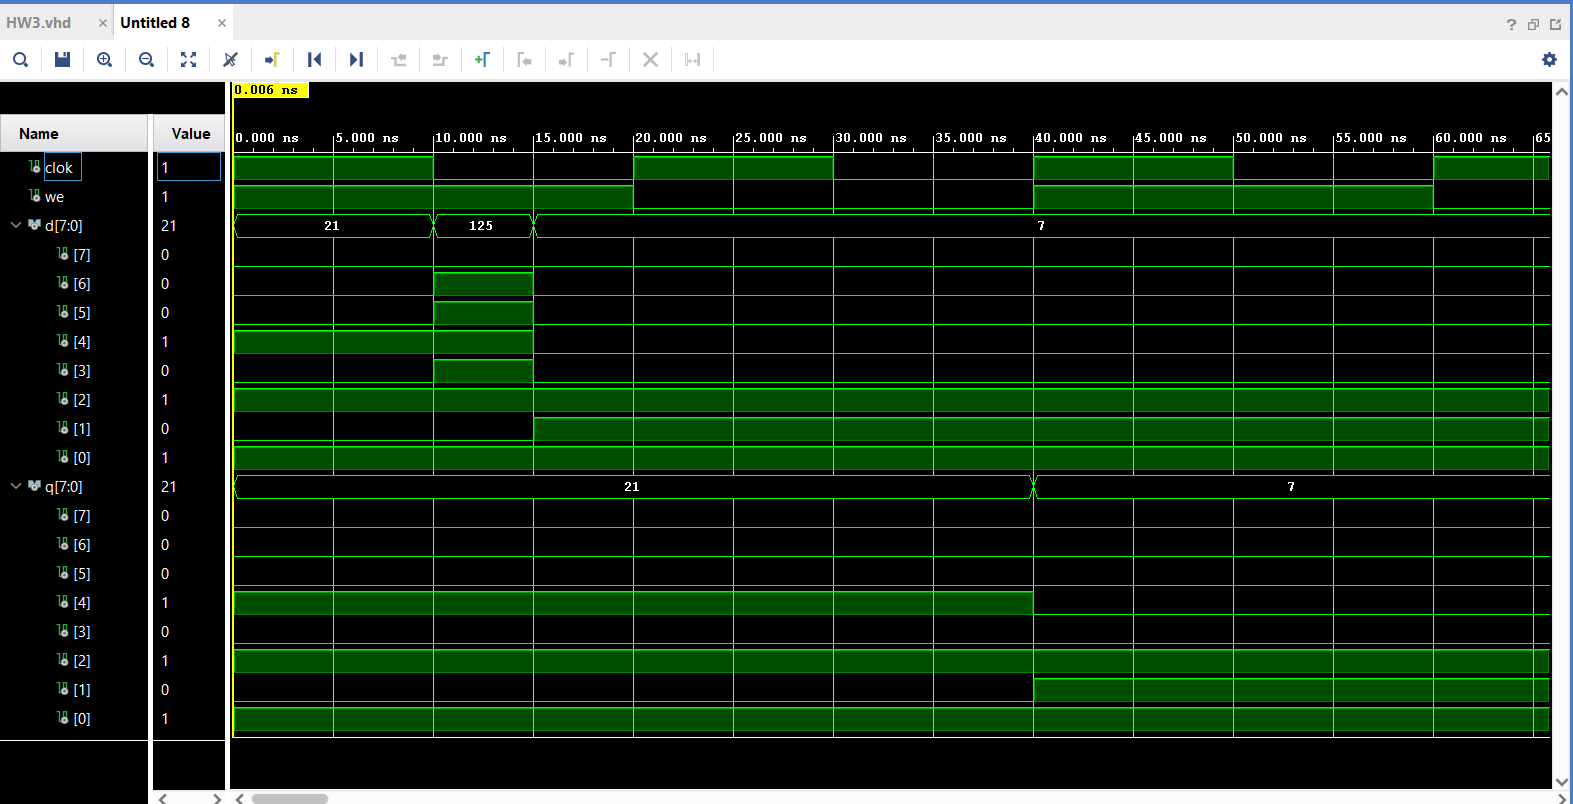 HW3.vhd × Untitled 8 ×
?
0.006 ns
Name Value
0.000 ns 5.000 ns 10.000 ns 15.000 ns 20.000 ns 25.000 ns 30.000 ns 35.000 ns 40.000 ns 45.000 ns 50.000 ns 55.000 ns 60.000 ns 65
clok 1
we 1
d[7:0] 21 21 125 7
[7] 0
[6] 0
[5] 0
[4] 1
[3] 0
[2] 1
[1] 0
[0] 1
q[7:0] 21 21 7
[7] 0
[6] 0
[5] 0
[4] 1
[3] 0
[2] 1
[1] 0
[0] 1